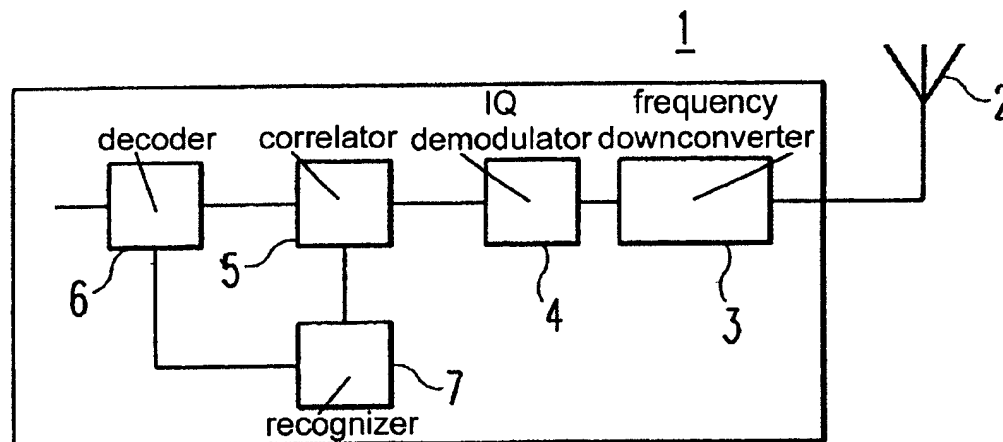 1
2
IQ frequency
decoder correlator demodulator downconverter
6 5 4 3
7
recognizer